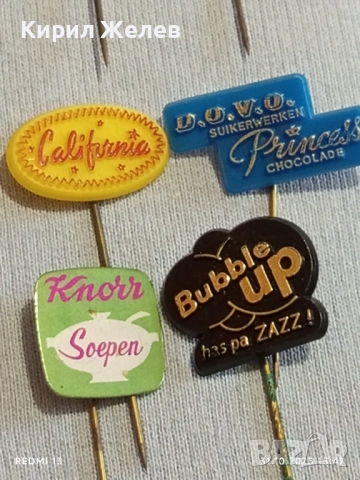 Кирил Желев
California
D.O.V.O.
SUIKERWERKEN
Princess
CHOCOLADE
Knorr
Soepen
Bubble
up
has pa ZAZZ!
REDMI 13